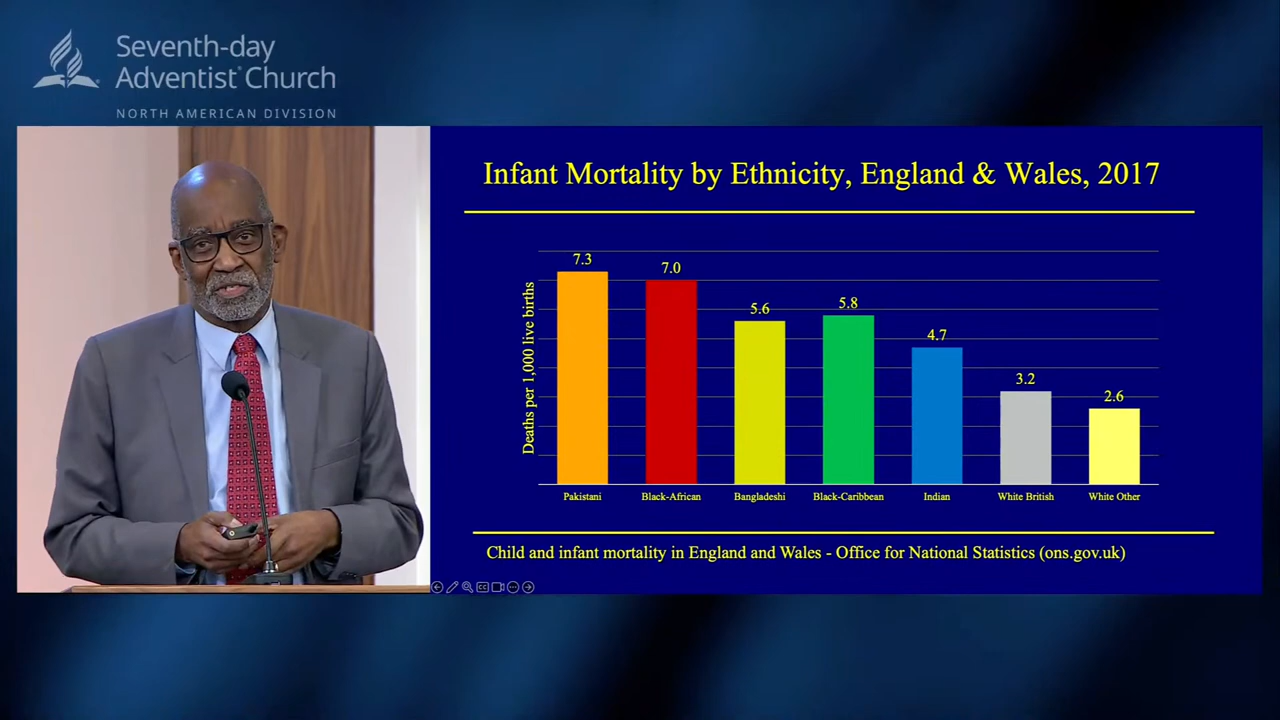 Seventh-day
Adventist® Church
NORTH AMERICAN DIVISION
Infant Mortality by Ethnicity, England & Wales, 2017
Deaths per 1,000 live births
7.3
7.0
5.6
5.8
4.7
3.2
2.6
Pakistani
Black-African
Bangladeshi
Black-Caribbean
Indian
White British
White Other
Child and infant mortality in England and Wales - Office for National Statistics (ons.gov.uk)